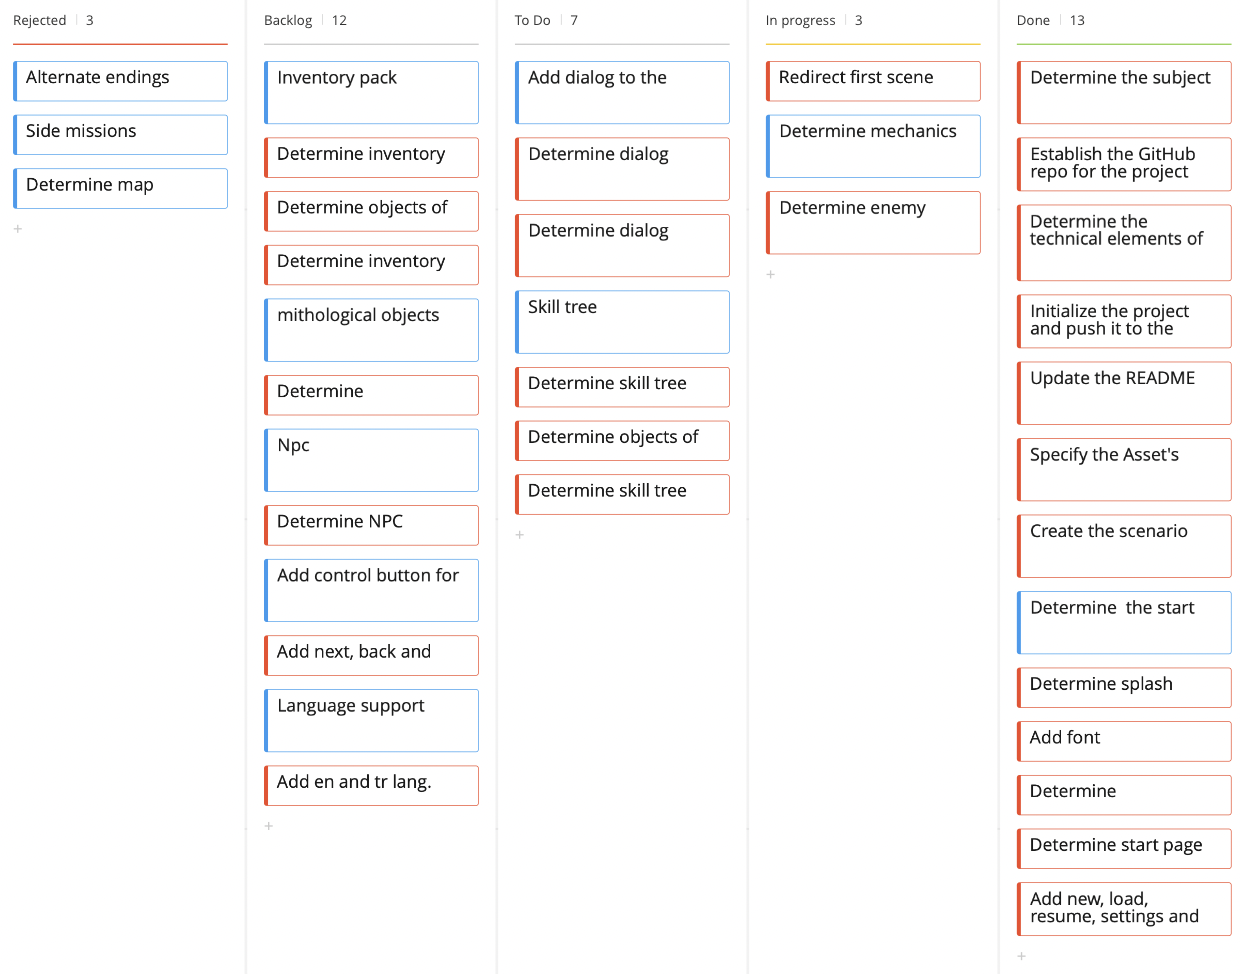 Rejected 3
Alternate endings
Side missions
Determine map
+
Backlog 12
Inventory pack
Determine inventory
Determine objects of
Determine inventory
mithological objects
Determine
Npc
Determine NPC
Add control button for
Add next, back and
Language support
Add en and tr lang.
+
To Do 7
Add dialog to the
Determine dialog
Determine dialog
Skill tree
Determine skill tree
Determine objects of
Determine skill tree
+
In progress 3
Redirect first scene
Determine mechanics
Determine enemy
+
Done 13
Determine the subject
Establish the GitHub
repo for the project
Determine the
technical elements of
Initialize the project
and push it to the
Update the README
Specify the Asset's
Create the scenario
Determine  the start
Determine splash
Add font
Determine
Determine start page
Add new, load,
resume, settings and
+